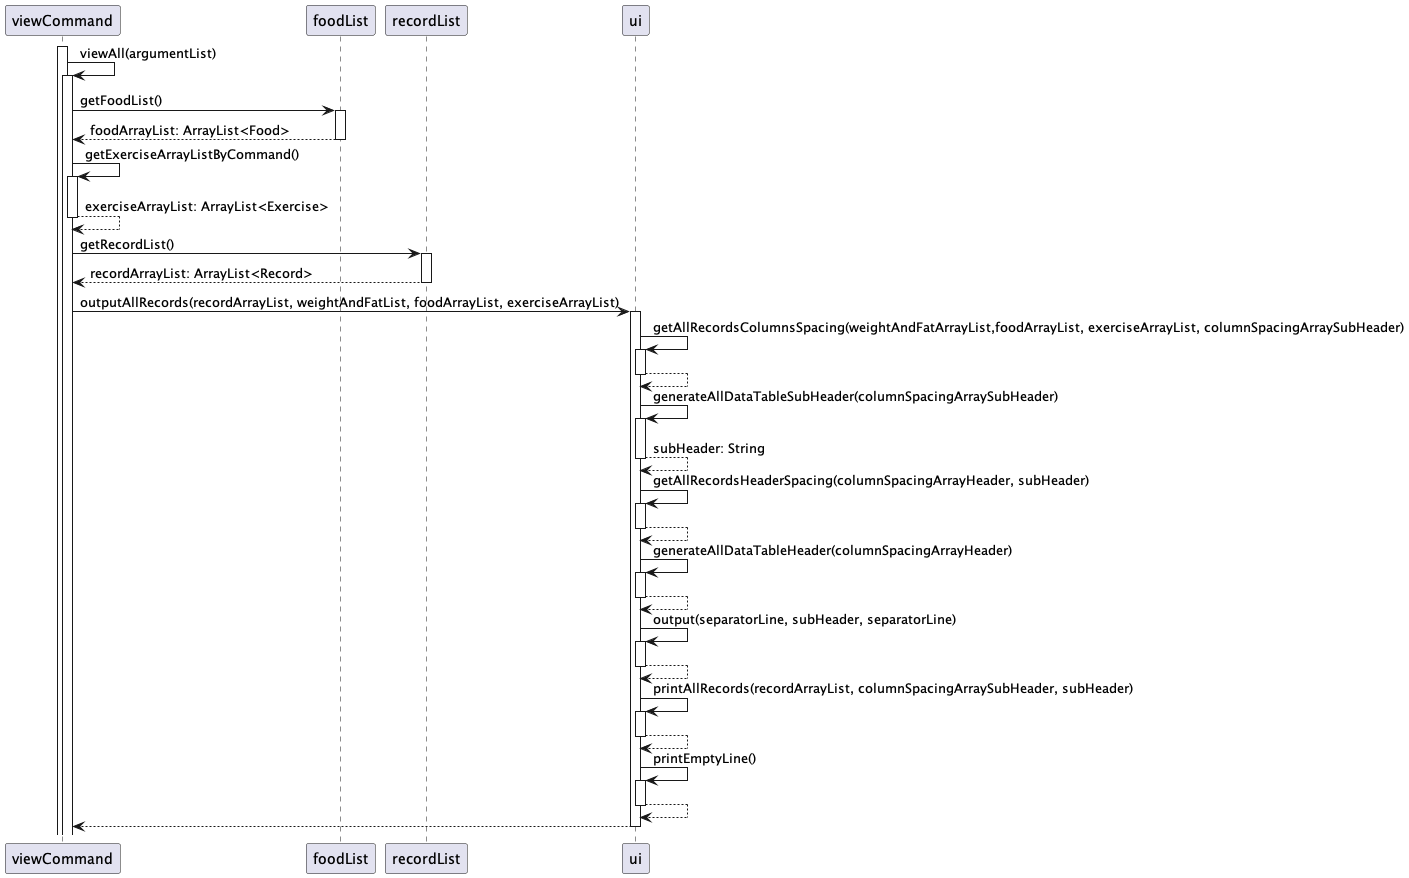 viewCommand foodList recordList ui
viewAll(argumentList)
getFoodList()
foodArrayList: ArrayList<Food>
getExerciseArrayListByCommand()
exerciseArrayList: ArrayList<Exercise>
getRecordList()
recordArrayList: ArrayList<Record>
outputAllRecords(recordArrayList, weightAndFatList, foodArrayList, exerciseArrayList)
getAllRecordsColumnsSpacing(weightAndFatArrayList,foodArrayList, exerciseArrayList, columnSpacingArraySubHeader)
generateAllDataTableSubHeader(columnSpacingArraySubHeader)
subHeader: String
getAllRecordsHeaderSpacing(columnSpacingArrayHeader, subHeader)
generateAllDataTableHeader(columnSpacingArrayHeader)
output(separatorLine, subHeader, separatorLine)
printAllRecords(recordArrayList, columnSpacingArraySubHeader, subHeader)
printEmptyLine()
viewCommand foodList recordList ui